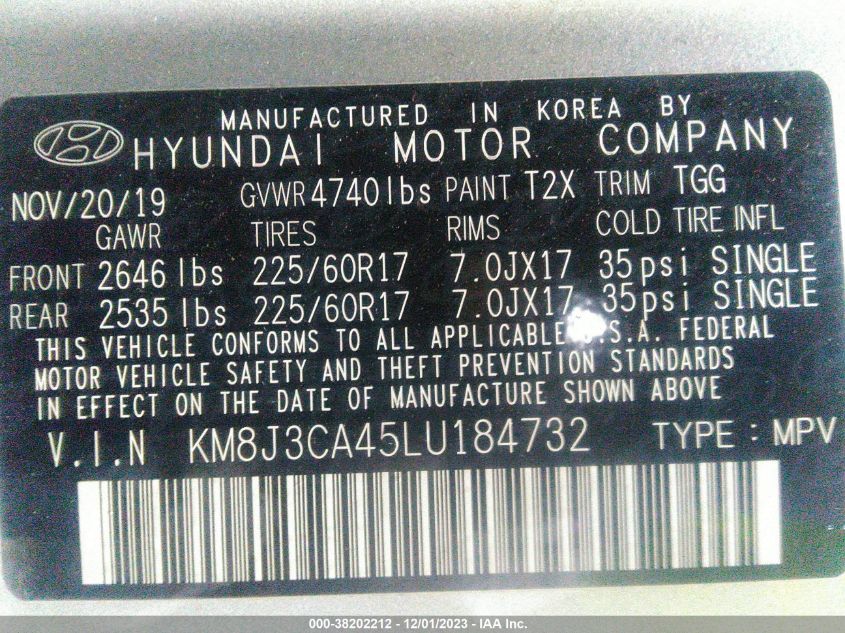 MANUFACTURED IN KOREA BY
HYUNDAI MOTOR COMPANY
NOV/20/19 GVWR 4740lbs PAINT T2X TRIM TGG
GAWR TIRES RIMS COLD TIRE INFL
FRONT 2646 lbs 225/60R17 7.0JX17 35psi SINGLE
REAR 2535 lbs 225/60R17 7.0JX17 35psi SINGLE
THIS VEHICLE CONFORMS TO ALL APPLICABLE U.S.A. FEDERAL
MOTOR VEHICLE SAFETY AND THEFT PREVENTION STANDARDS
IN EFFECT ON THE DATE OF MANUFACTURE SHOWN ABOVE
V.I.N KM8J3CA45LU184732 TYPE : MPV
000-38202212 - 12/01/2023 - IAA Inc.